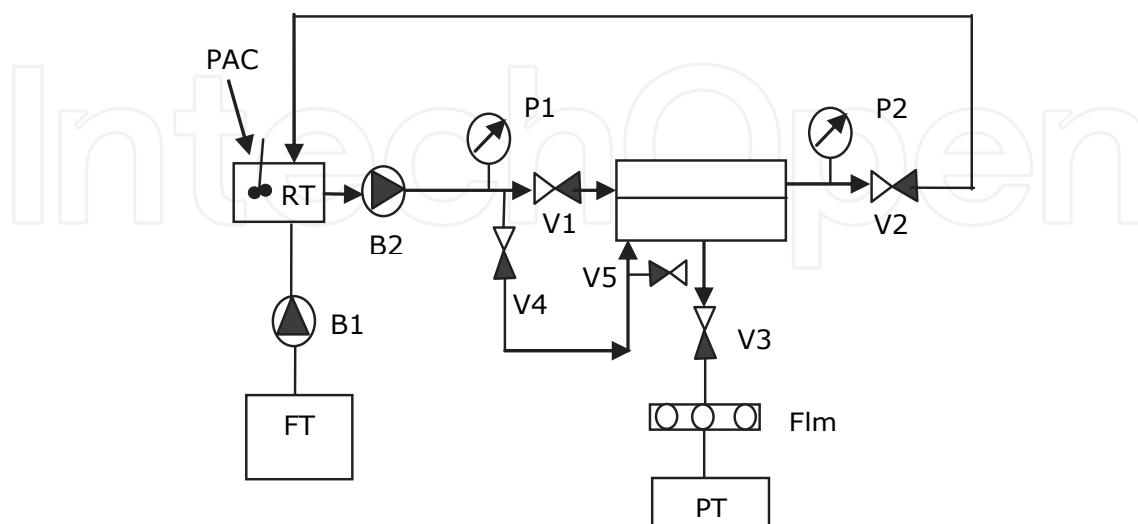 IntechOpen
PAC
P1
P2
RT
V1
V2
B2
V5
V4
B1
V3
FT
Flm
PT